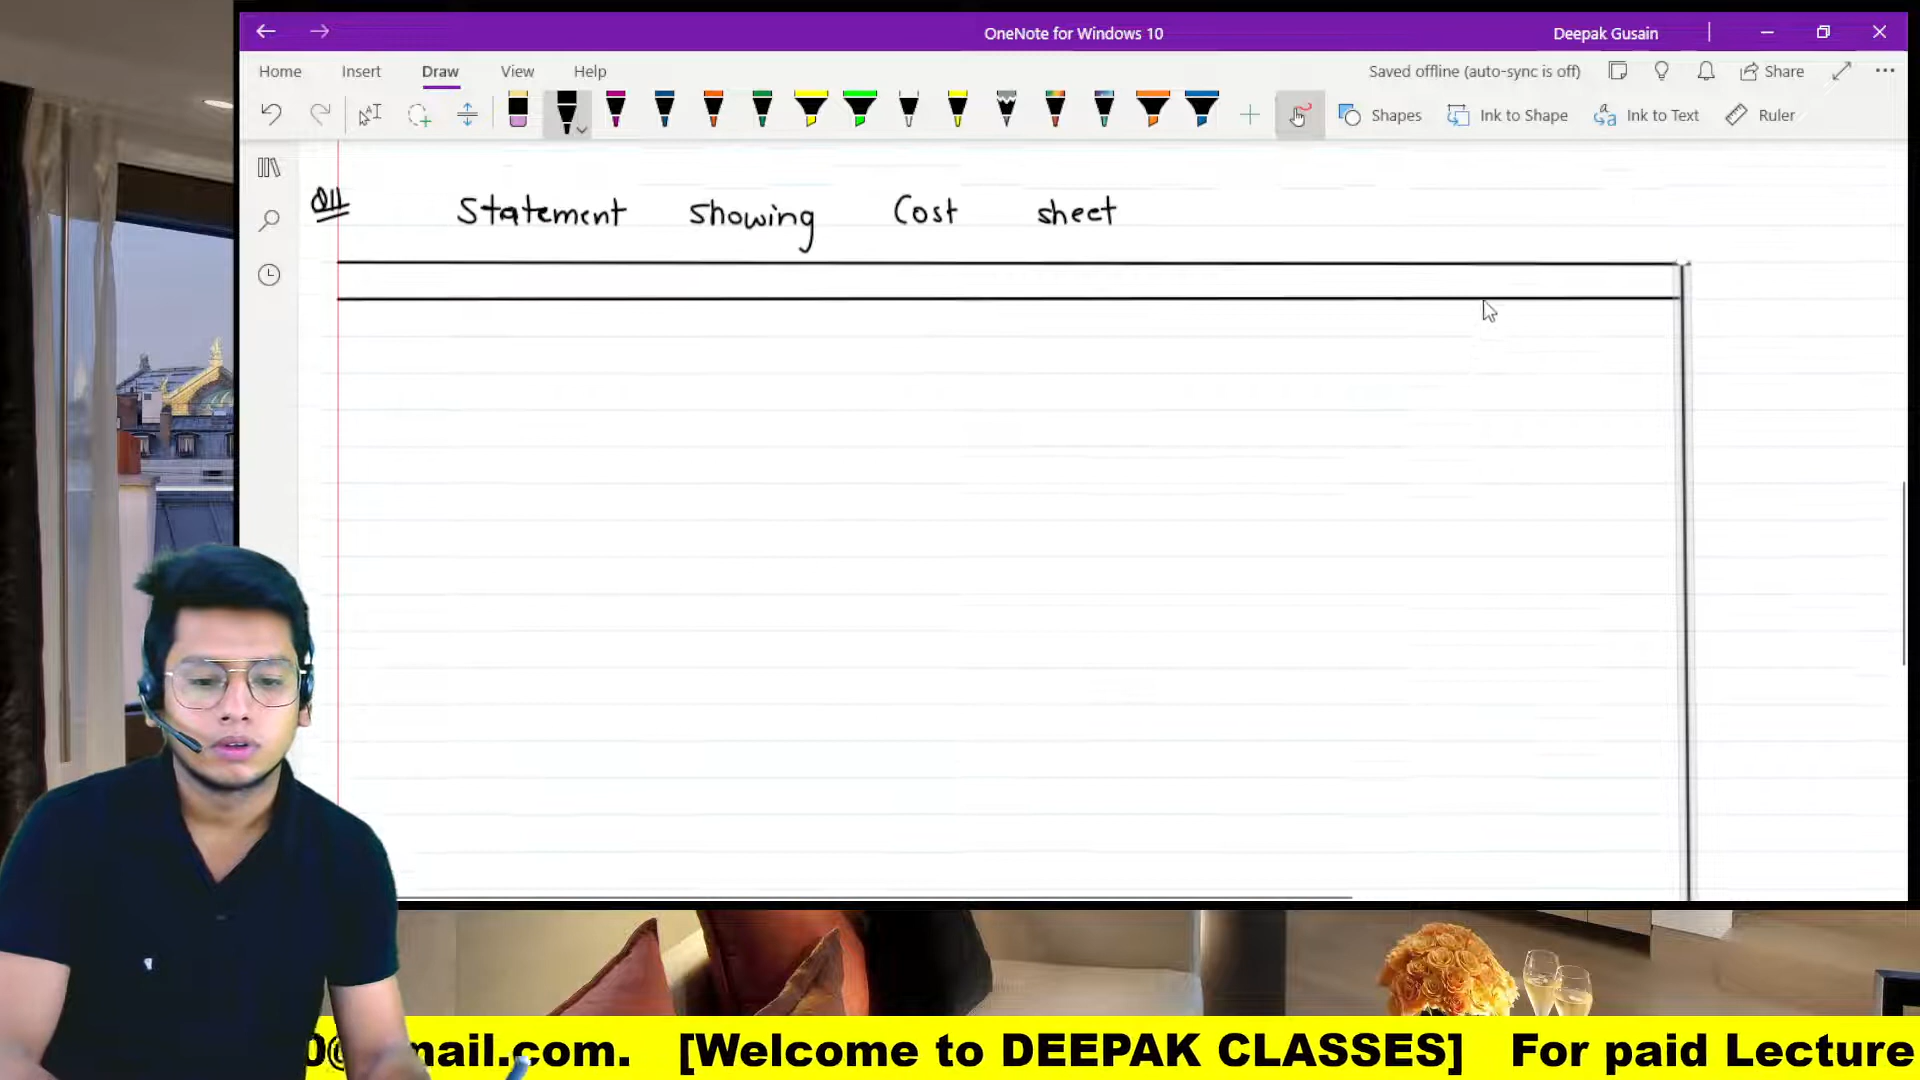 OneNote for Windows 10
Deepak Gusain
Home Insert Draw View Help
Saved offline (auto-sync is off) Share
Shapes Ink to Shape Ink to Text Ruler
Q11 Statement showing Cost sheet
0@ mail.com. [Welcome to DEEPAK CLASSES] For paid Lecture